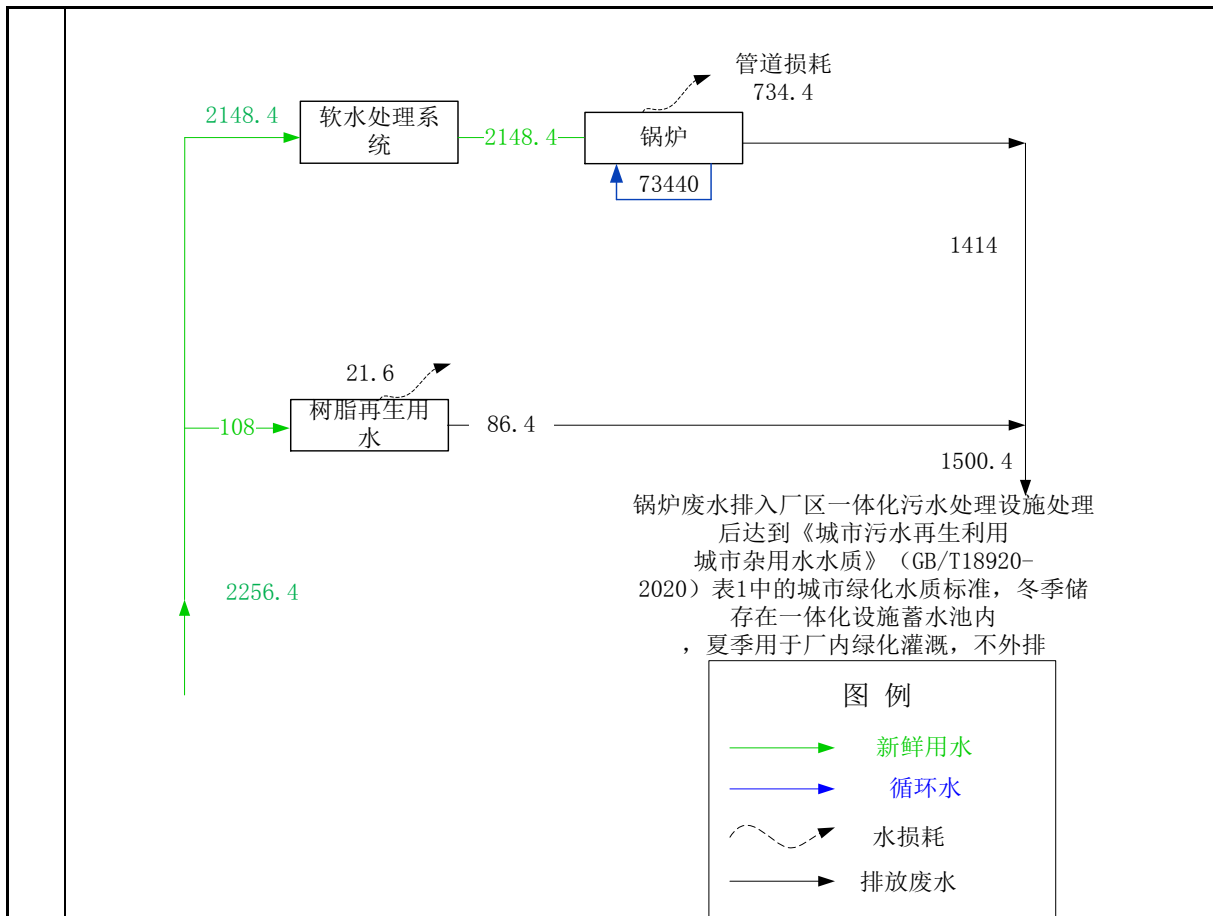 管道损耗
734.4
2148.4
软水处理系
统
2148.4
锅炉
73440
1414
21.6
树脂再生用
水
108
86.4
1500.4
2256.4
锅炉废水排入厂区一体化污水处理设施处理
后达到《城市污水再生利用
城市杂用水水质》（GB/T18920-
2020）表1中的城市绿化水质标准，冬季储
存在一体化设施蓄水池内
，夏季用于厂内绿化灌溉，不外排
图 例
新鲜用水
循环水
水损耗
排放废水